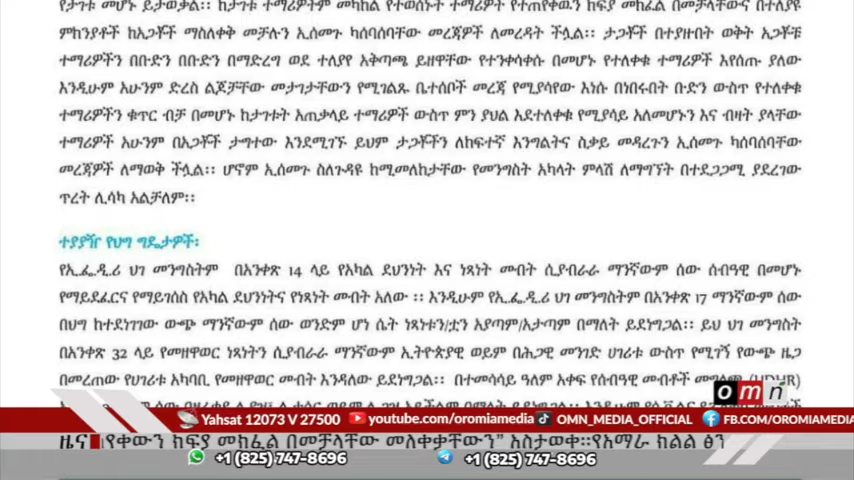 የታገቱ መሆኑ ይታወቃል፡፡ ከታገቱ ተማሪዎትም መካከል የተወሰኑት ተማሪዎት የተጠየቀዉን ከፍያ መክፈል በመቻላቸውና በተለያዩ
ምክንያቶች ከአጋቾች ማስለቀቅ መቻሉን ኢሰመጉ ካሰባሰባቸው መረጃዎች ለመረዳት ችሏል፡፡ ታጋቾች በተያዙበት ወቅት አጋቾቹ
ተማሪዎችን በቡድን በቡድን በማድረግ ወደ ተለያየ አቅጣጫ ይዘዋቸው የተንቀሳቀሱ በመሆኑ የተለቀቁ ተማሪዎች እየሰጡ ያለው
እንዲሁም አሁንም ድረስ ልጆቻቸው መታገታቸውን የሚገልጹ ቤተሰቦች መረጃ የሚያሳየው እነሱ በነበሩበት ቡድን ውስጥ የተለቀቁ
ተማሪዎችን ቁጥር ብቻ በመሆኑ ከታገቱት አጠቃላይ ተማሪዎች ውስጥ ምን ያህል እደተለቀቁ የሚያሳይ አለመሆኑን እና ብዛት ያላቸው
ተማሪዎች አሁንም በአጋቾች ታግተው እንደሚገኙ ይህም ታጋቾችን ለከፍተኛ እንግልትና ስቃይ መዳረጉን ኢሰመጉ ካሰባሰባቸው
መረጃዎች ለማወቅ ችሏል፡፡ ሆኖም ኢሰመጉ ስለጉዳዩ ከሚመለከታቸው የመንግስት አካላት ምላሽ ለማግኘት በተደጋጋሚ ያደረገው
ጥረት ሊሳካ አልቻለም፡፡
ተያያዥ የህግ ግዴታዎች፡
የኢ.ፌ.ዲ.ሪ ህገ መንግስትም በአንቀጽ 14 ላይ የአካል ደህንነት እና ነጻነት መብት ሲያብራራ ማንኛውም ሰው ሰብዓዊ በመሆኑ
የማይደፈርና የማይገሰስ የአካል ደህንነትና የነጻነት መብት አለው ፡፡ እንዲሁም የኢ.ፌ.ዲ.ሪ ህገ መንግስትም በአንቀጽ 17 ማንኛውም ሰው
በህግ ከተደነገገው ውጭ ማንኛውም ሰው ወንድም ሆነ ሴት ነጻነቱን/ቷን አያጣም/አታጣም በማለት ይደነግጋል፡፡ ይህ ህገ መንግስት
በአንቀጽ 32 ላይ የመዘዋወር ነጻነትን ሲያብራራ ማንኛውም ኢትዮጵያዊ ወይም በሕጋዊ መንገድ ሀገሪቱ ውስጥ የሚገኝ የውጭ ዜጋ
በመረጠው የሀገሪቱ አካባቢ የመዘዋወር መብት እንዳለው ይደነግጋል፡፡ በተመሳሳይ ዓለም አቀፍ የሰብዓዊ መብቶች
omn
Yahsat 12073 V 27500 youtube.com/oromiamedia OMN_MEDIA_OFFICIAL FB.COM/OROMIAMEDIA
ዜና የቀውን ከፍያ መክፈል በመቻላቸው መለቀቃቸውን" አስታወቀ።የአማራ ክልል ፅን
+1 (825) 747-8696 +1 (825) 747-8696